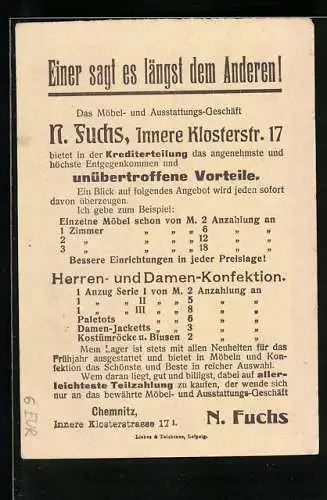 Einer sagt es längst dem Anderen!
Das Möbel- und Ausstattungs-Geschäft
N. Fuchs, Innere Klosterstr. 17
bietet in der Krediterteilung das angenehmste und
höchste Entgegenkommen und
unübertroffene Vorteile.
Ein Blick auf folgendes Angebot wird jeden sofort
davon überzeugen.
Ich gebe zum Beispiel:
Einzelne Möbel schon von M. 2 Anzahlung an
1 Zimmer „ „ „ 6 „ „
2 „ „ „ „ 12 „ „
3 „ „ „ „ 18 „ „
Bessere Einrichtungen in jeder Preislage!
Herren- und Damen-Konfektion.
1 Anzug Serie I von M. 2 Anzahlung an
1 „ „ II „ „ 5 „ „
1 „ „ III „ „ 8 „ „
Paletots „ „ 6 „ „
Damen-Jacketts „ „ 3 „ „
Kostümröcke u. Blusen 2 „ „
Mein Lager ist stets mit allen Neuheiten für das
Frühjahr ausgestattet und bietet in Möbeln und Kon-
fektion das Schönste und Beste in reicher Auswahl.
Wem daran liegt, gut und billigst, dabei auf aller-
leichteste Teilzahlung zu kaufen, der wende sich
nur an das bewährte Möbel- und Ausstattungs-Geschäft
Chemnitz,
Innere Klosterstrasse 17 I.
N. Fuchs
Leipzig.
6 EUR